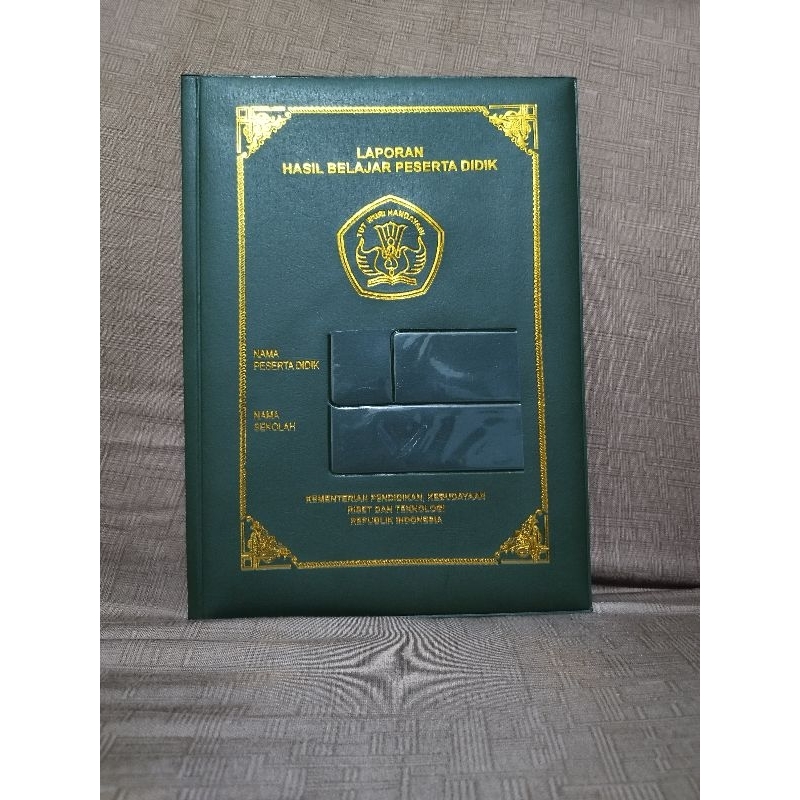 LAPORAN
HASIL BELAJAR PESERTA DIDIK
TUT WURI HANDAYANI
NAMA
PESERTA DIDIK
NAMA
SEKOLAH
KEMENTERIAN PENDIDIKAN, KEBUDAYAAN
RISET DAN TEKNOLOGI
REPUBLIK INDONESIA